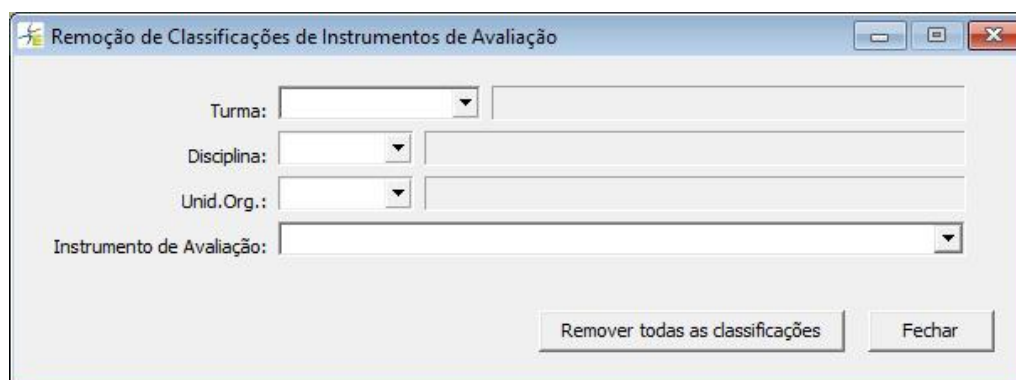 Remoção de Classificações de Instrumentos de Avaliação
Turma:
Disciplina:
Unid.Org.:
Instrumento de Avaliação:
Remover todas as classificações Fechar